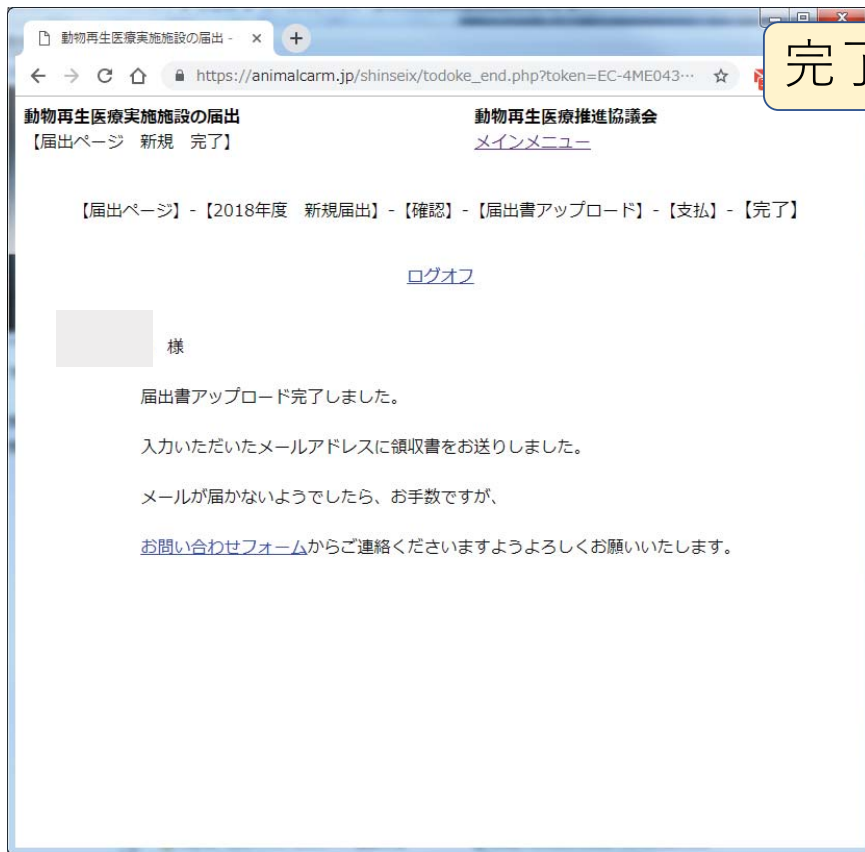 動物再生医療実施施設の届出 -
https://animalcarm.jp/shinseix/todoke_end.php?token=EC-4ME043…
完了
動物再生医療実施施設の届出
動物再生医療推進協議会
【届出ページ 新規 完了】
メインメニュー
【届出ページ】-【2018年度 新規届出】-【確認】-【届出書アップロード】-【支払】-【完了】
ログオフ
様
届出書アップロード完了しました。
入力いただいたメールアドレスに領収書をお送りしました。
メールが届かないようでしたら、お手数ですが、
お問い合わせフォームからご連絡くださいますようよろしくお願いいたします。